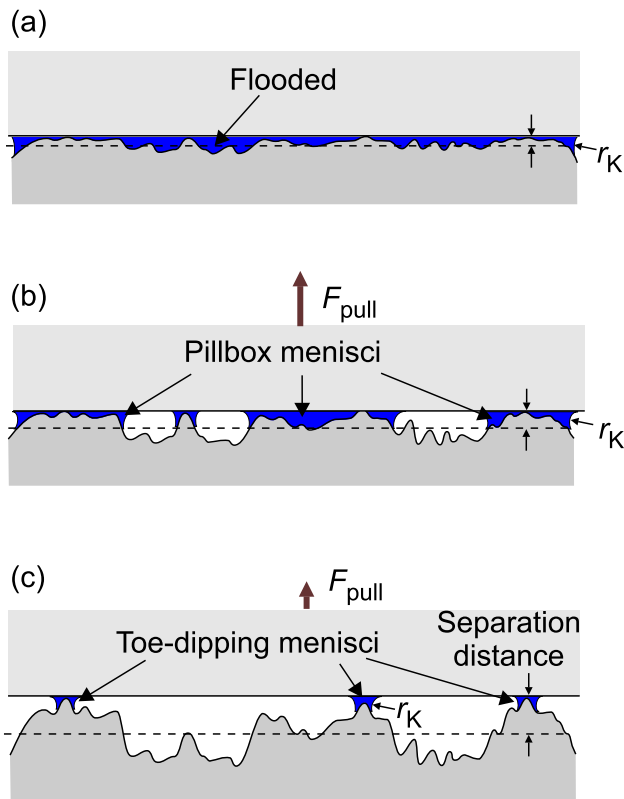 (a)
Flooded
rK
(b)
Fpull
Pillbox menisci
rK
(c)
Fpull
Separation
distance
Toe-dipping menisci
rK